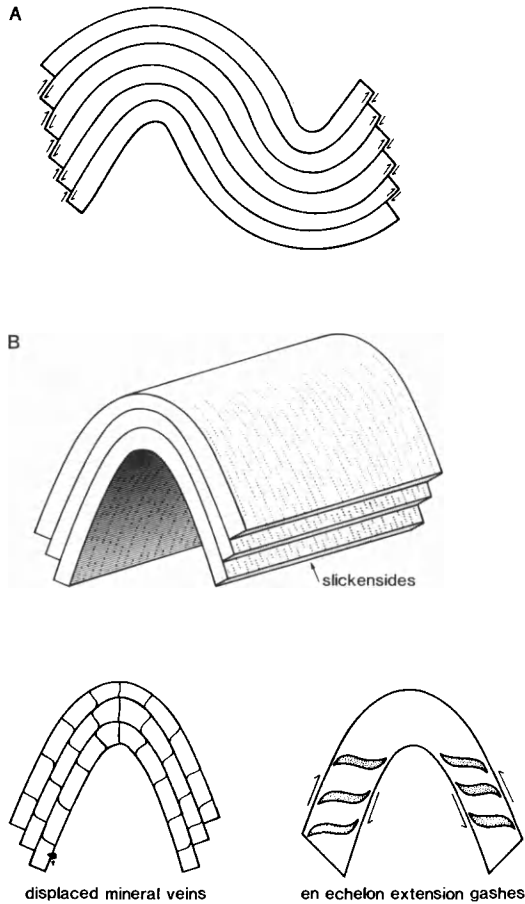 A
B
slickensides
displaced mineral veins
en echelon extension gashes